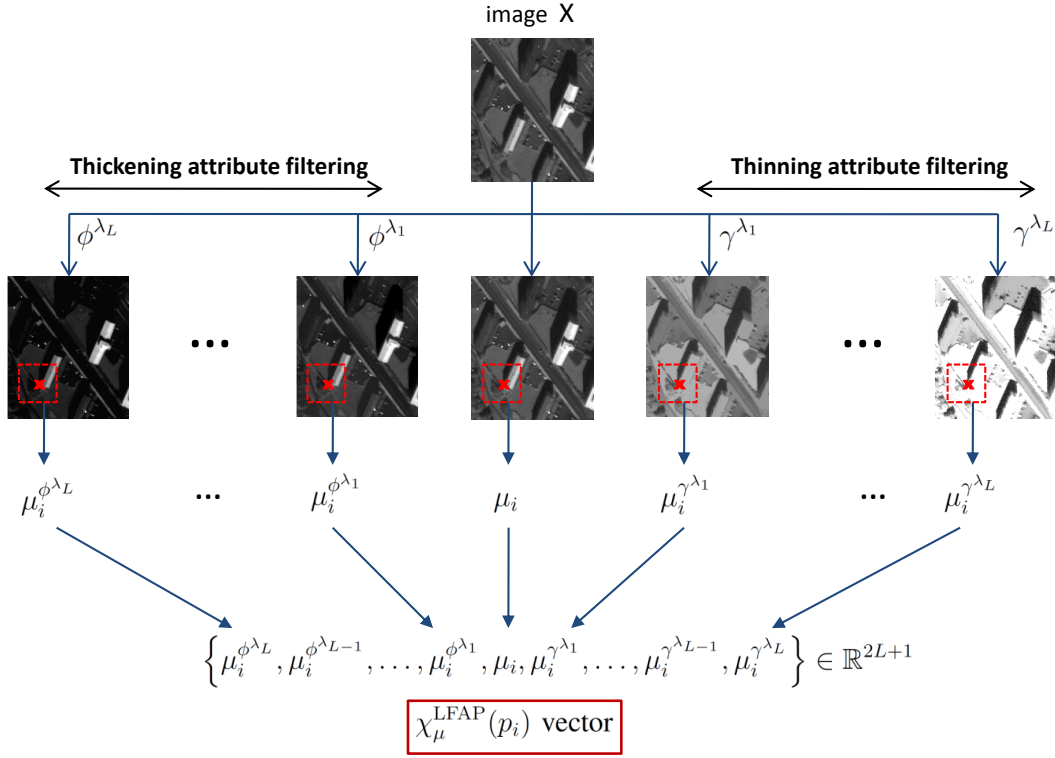 image X
Thickening attribute filtering Thinning attribute filtering
ϕ^{λ_L} ϕ^{λ_1} γ^{λ_1} γ^{λ_L}
... ...
x x x x x
μ_i^{ϕ^{λ_L}} ... μ_i^{ϕ^{λ_1}} μ_i μ_i^{γ^{λ_1}} ... μ_i^{γ^{λ_L}}
{μ_i^{ϕ^{λ_L}}, μ_i^{ϕ^{λ_{L-1}}}, ..., μ_i^{ϕ^{λ_1}}, μ_i, μ_i^{γ^{λ_1}}, ..., μ_i^{γ^{λ_{L-1}}}, μ_i^{γ^{λ_L}}} ∈ ℝ^{2L+1}
χ_μ^{LFAP}(p_i) vector